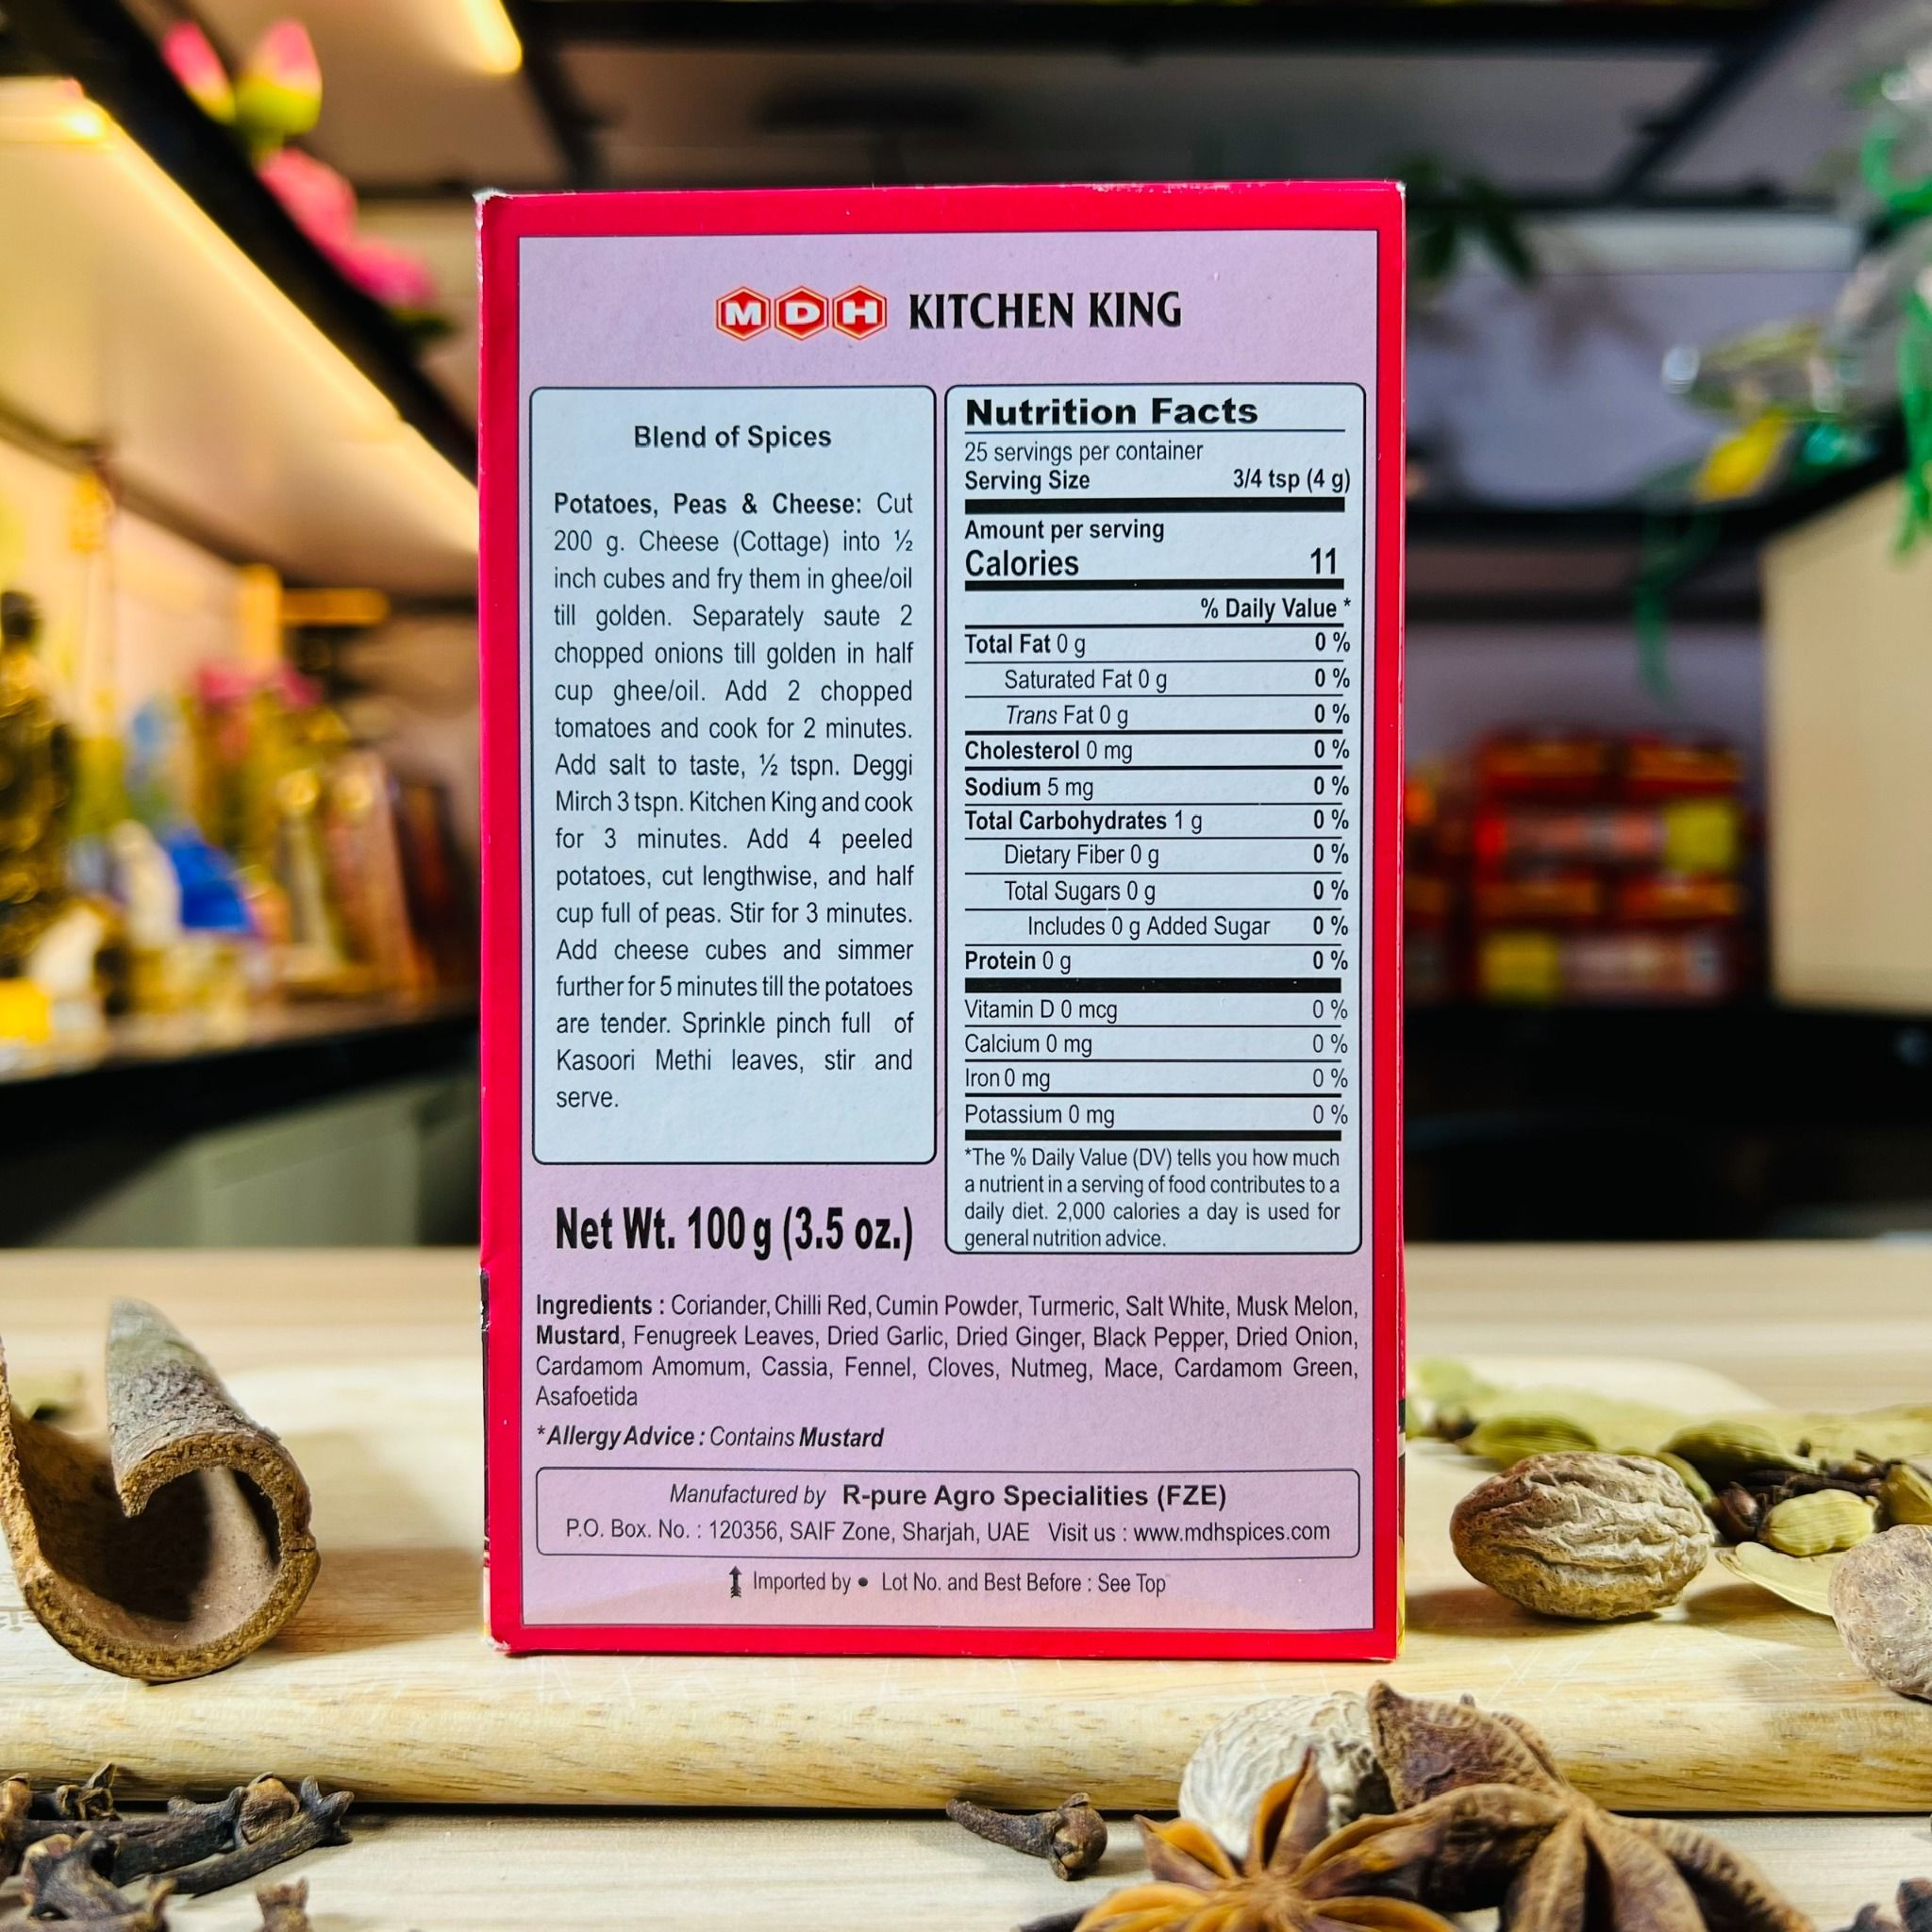 MDH KITCHEN KING
Blend of Spices
Potatoes, Peas & Cheese: Cut
200 g. Cheese (Cottage) into ½
inch cubes and fry them in ghee/oil
till golden. Separately saute 2
chopped onions till golden in half
cup ghee/oil. Add 2 chopped
tomatoes and cook for 2 minutes.
Add salt to taste, ½ tspn. Deggi
Mirch 3 tspn. Kitchen King and cook
for 3 minutes. Add 4 peeled
potatoes, cut lengthwise, and half
cup full of peas. Stir for 3 minutes.
Add cheese cubes and simmer
further for 5 minutes till the potatoes
are tender. Sprinkle pinch full of
Kasoori Methi leaves, stir and
serve.
Net Wt. 100 g (3.5 oz.)
Nutrition Facts
25 servings per container
Serving Size 3/4 tsp (4 g)
Amount per serving
Calories 11
% Daily Value *
Total Fat 0 g 0 %
Saturated Fat 0 g 0 %
Trans Fat 0 g 0 %
Cholesterol 0 mg 0 %
Sodium 5 mg 0 %
Total Carbohydrates 1 g 0 %
Dietary Fiber 0 g 0 %
Total Sugars 0 g 0 %
Includes 0 g Added Sugar 0 %
Protein 0 g 0 %
Vitamin D 0 mcg 0 %
Calcium 0 mg 0 %
Iron 0 mg 0 %
Potassium 0 mg 0 %
*The % Daily Value (DV) tells you how much
a nutrient in a serving of food contributes to a
daily diet. 2,000 calories a day is used for
general nutrition advice.
Ingredients : Coriander, Chilli Red, Cumin Powder, Turmeric, Salt White, Musk Melon,
Mustard, Fenugreek Leaves, Dried Garlic, Dried Ginger, Black Pepper, Dried Onion,
Cardamom Amomum, Cassia, Fennel, Cloves, Nutmeg, Mace, Cardamom Green,
Asafoetida
*Allergy Advice : Contains Mustard
Manufactured by R-pure Agro Specialities (FZE)
P.O. Box. No. : 120356, SAIF Zone, Sharjah, UAE Visit us : www.mdhspices.com
Imported by • Lot No. and Best Before : See Top